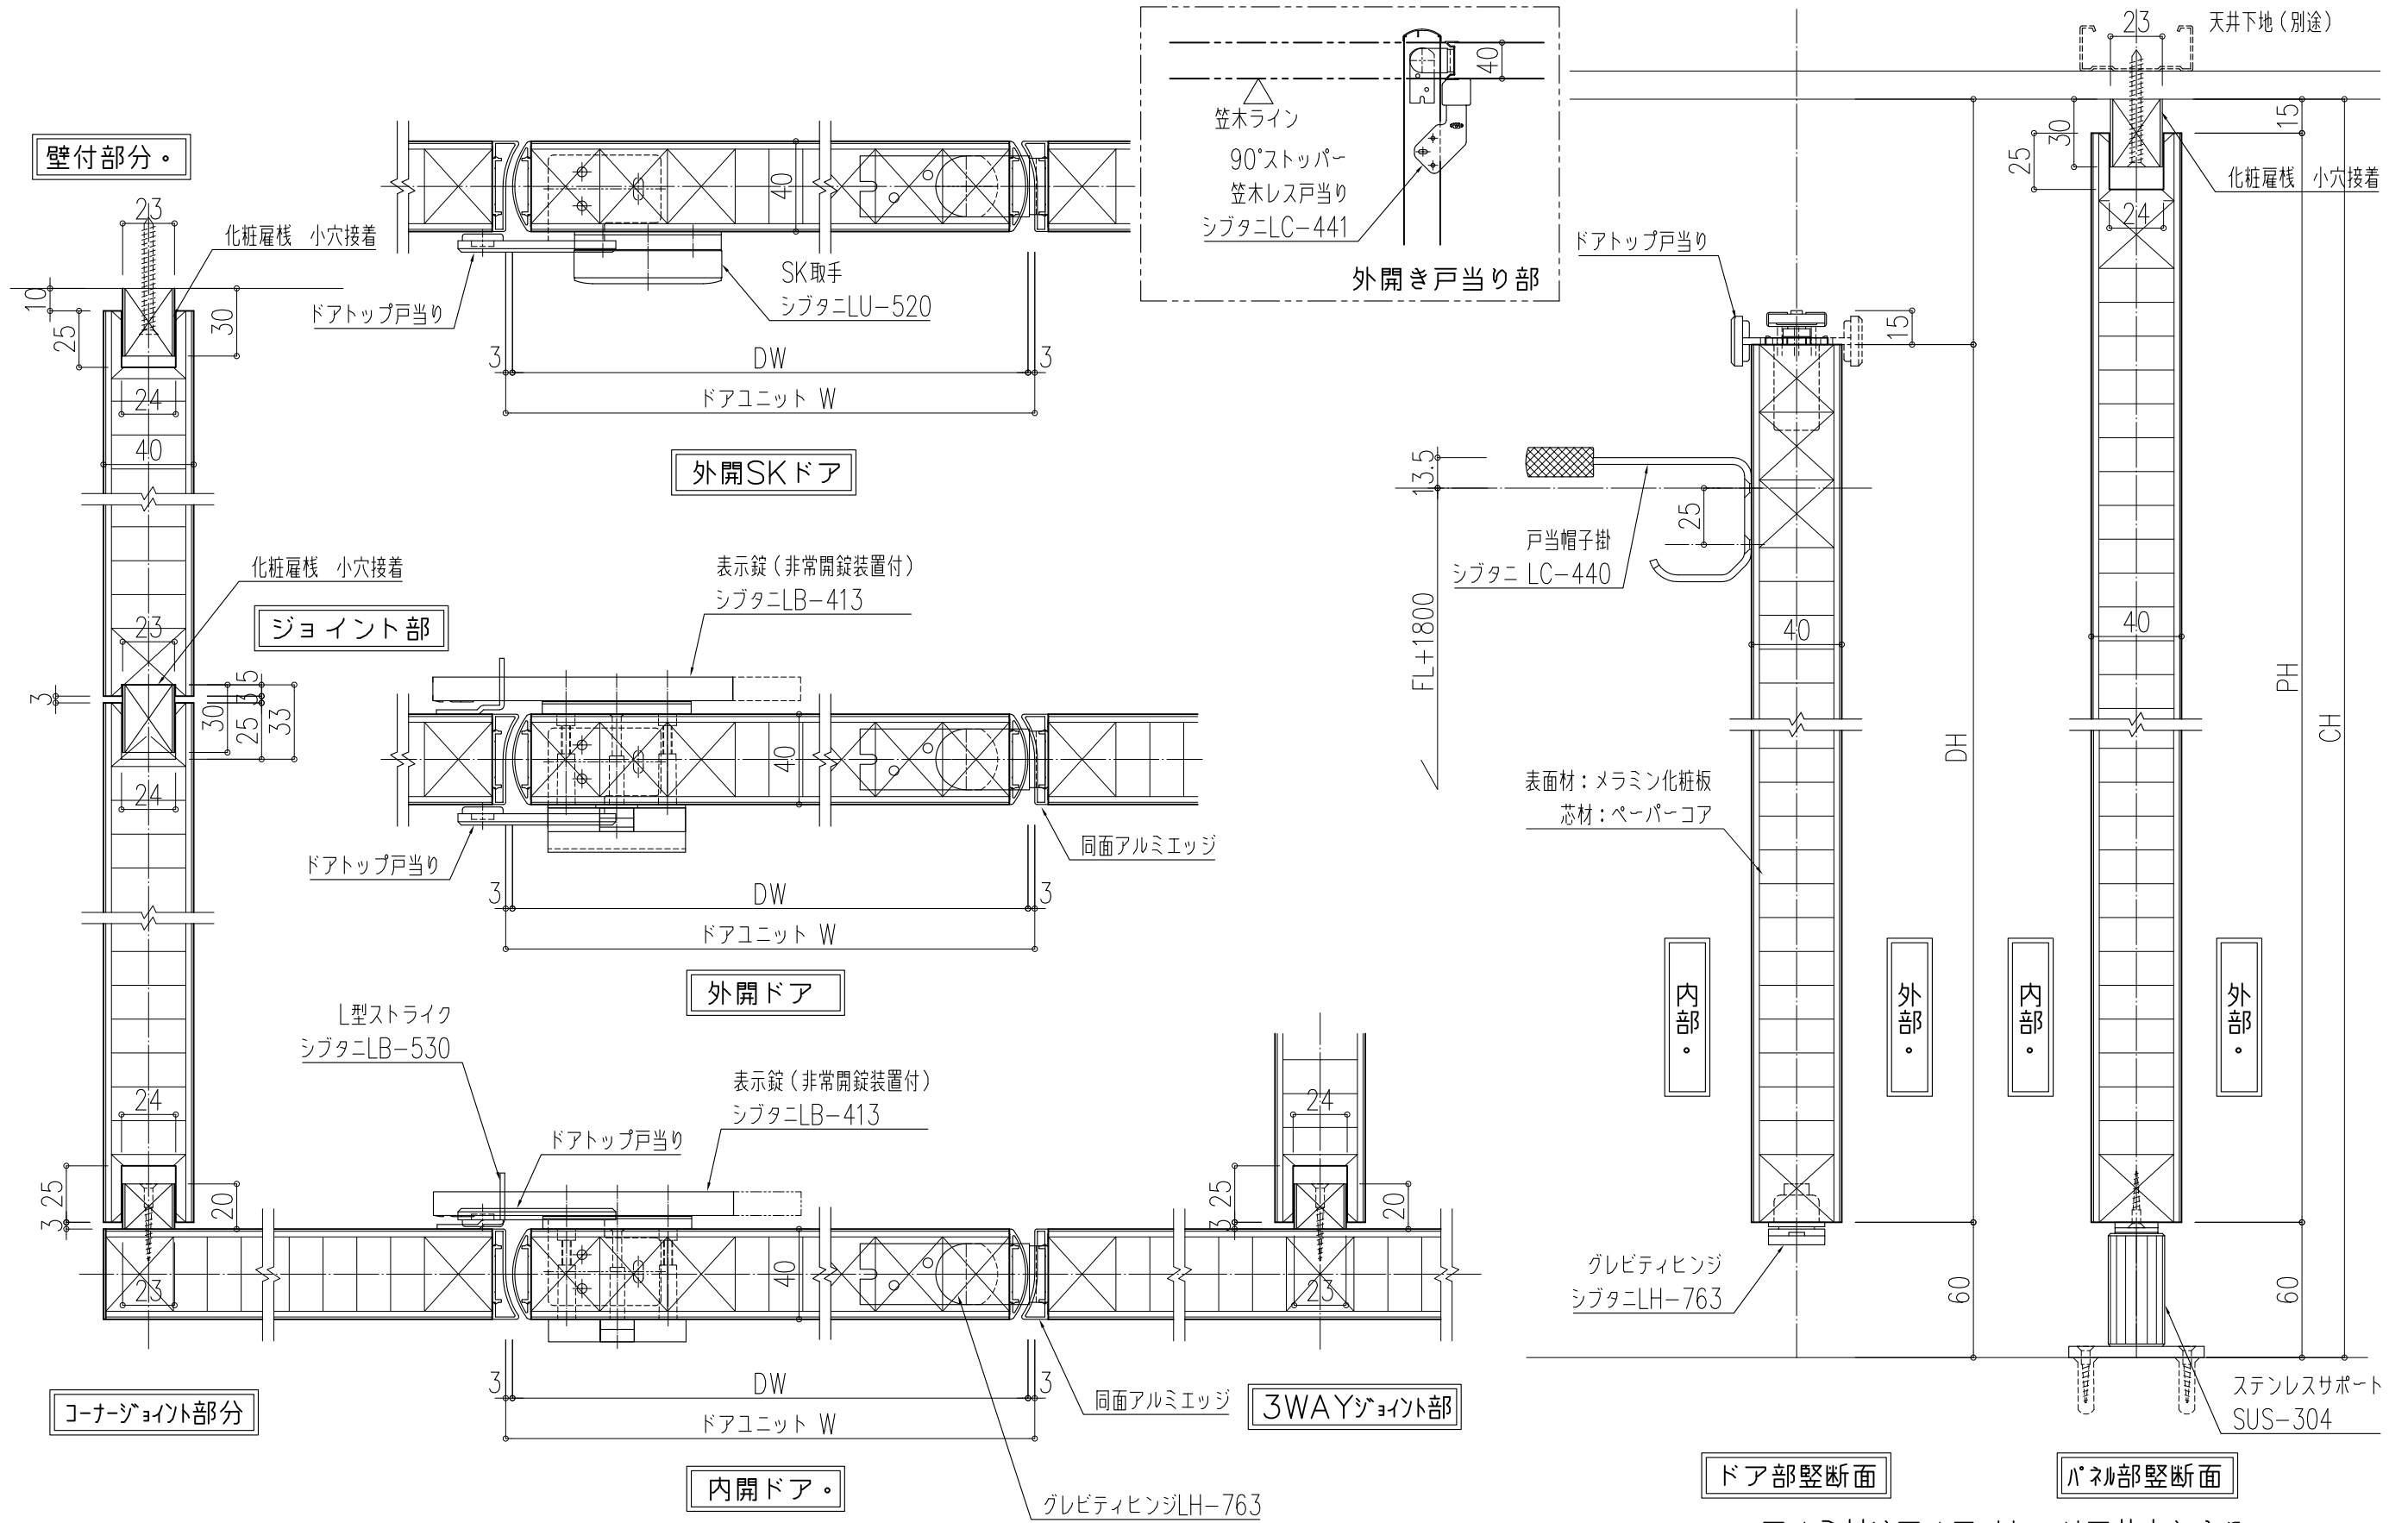 壁付部分。
23
化粧雇桟　小穴接着
10
25
30
24
40
化粧雇桟　小穴接着
ジョイント部
23
3
5
3
30
25
33
24
24
25
3
20
23
コーナージョイント部分
40
ドアトップ戸当り
SK取手
シブタニLU-520
3
DW
3
ドアユニット W
外開SKドア
表示錠（非常開錠装置付）
シブタニLB-413
40
ドアトップ戸当り
同面アルミエッジ
3
DW
3
ドアユニット W
外開ドア
L型ストライク
シブタニLB-530
表示錠（非常開錠装置付）
シブタニLB-413
ドアトップ戸当り
40
3
DW
3
ドアユニット W
同面アルミエッジ
内開ドア。
グレビティヒンジLH-763
24
25
3
20
23
3WAYジョイント部
40
笠木ライン
90°ストッパー
笠木レス戸当り
シブタニLC-441
外開き戸当り部
ドアトップ戸当り
15
13.5
25
戸当帽子掛
シブタニ LC-440
FL+1800
40
表面材：メラミン化粧板
芯材：ペーパーコア
DH
内部。
外部。
グレビティヒンジ
シブタニLH-763
60
ドア部竪断面
23
天井下地（別途）
30
25
15
化粧雇桟　小穴接着
24
40
PH
CH
内部。
外部。
60
ステンレスサポート
SUS-304
パネル部竪断面